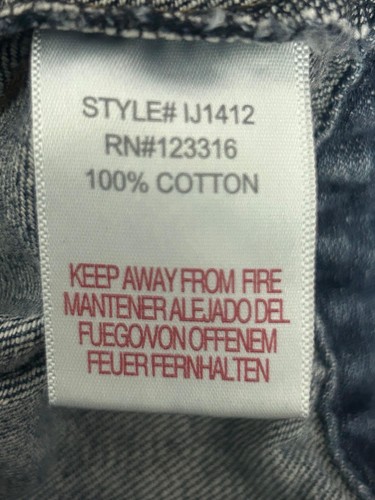 STYLE# IJ1412
RN#123316
100% COTTON
KEEP AWAY FROM FIRE
MANTENER ALEJADO DEL
FUEGO/VON OFFENEM
FEUER FERNHALTEN